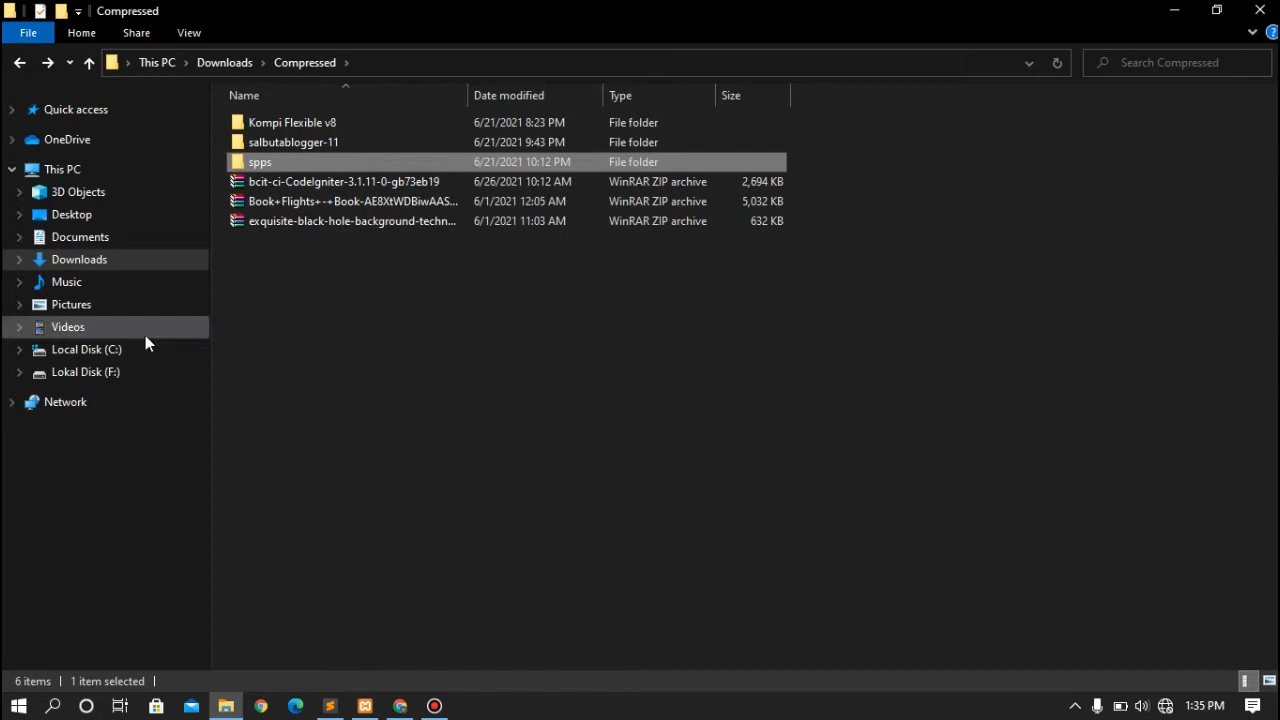 Compressed
File Home Share View
This PC Downloads Compressed Search Compressed
Name Date modified Type Size
Quick access
OneDrive
This PC
3D Objects
Desktop
Documents
Downloads
Music
Pictures
Videos
Local Disk (C:)
Lokal Disk (F:)
Network
Kompi Flexible v8 6/21/2021 8:23 PM File folder
salbutablogger-11 6/21/2021 9:43 PM File folder
spps 6/21/2021 10:12 PM File folder
bcit-ci-CodeIgniter-3.1.11-0-gb73eb19 6/26/2021 10:12 AM WinRAR ZIP archive 2,694 KB
Book+Flights+-+Book-AE8XtWDBiwAAS... 6/1/2021 12:05 AM WinRAR ZIP archive 5,032 KB
exquisite-black-hole-background-techn... 6/1/2021 11:03 AM WinRAR ZIP archive 632 KB
6 items 1 item selected
1:35 PM